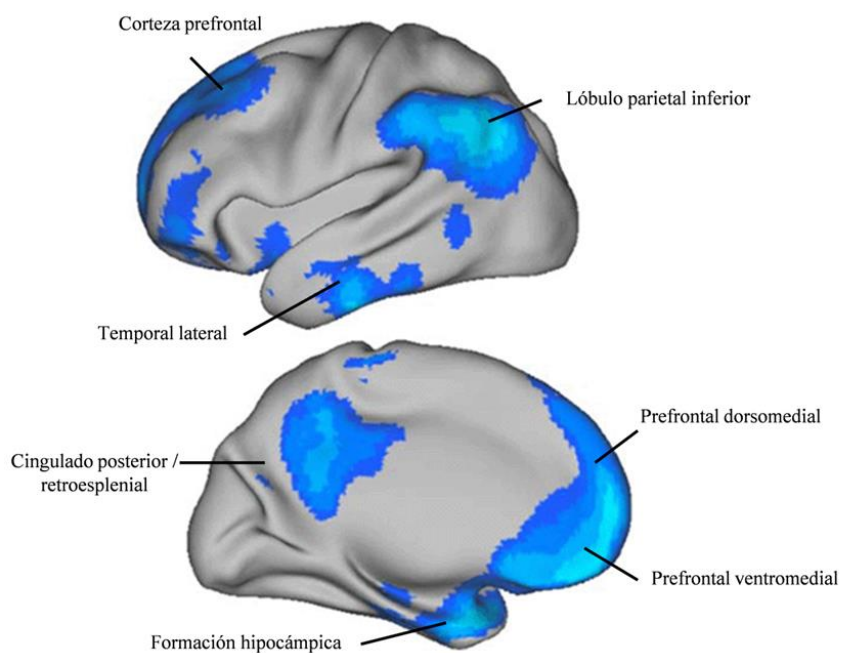 Corteza prefrontal
Lóbulo parietal inferior
Temporal lateral
Prefrontal dorsomedial
Cingulado posterior /
retroesplenial
Prefrontal ventromedial
Formación hipocámpica